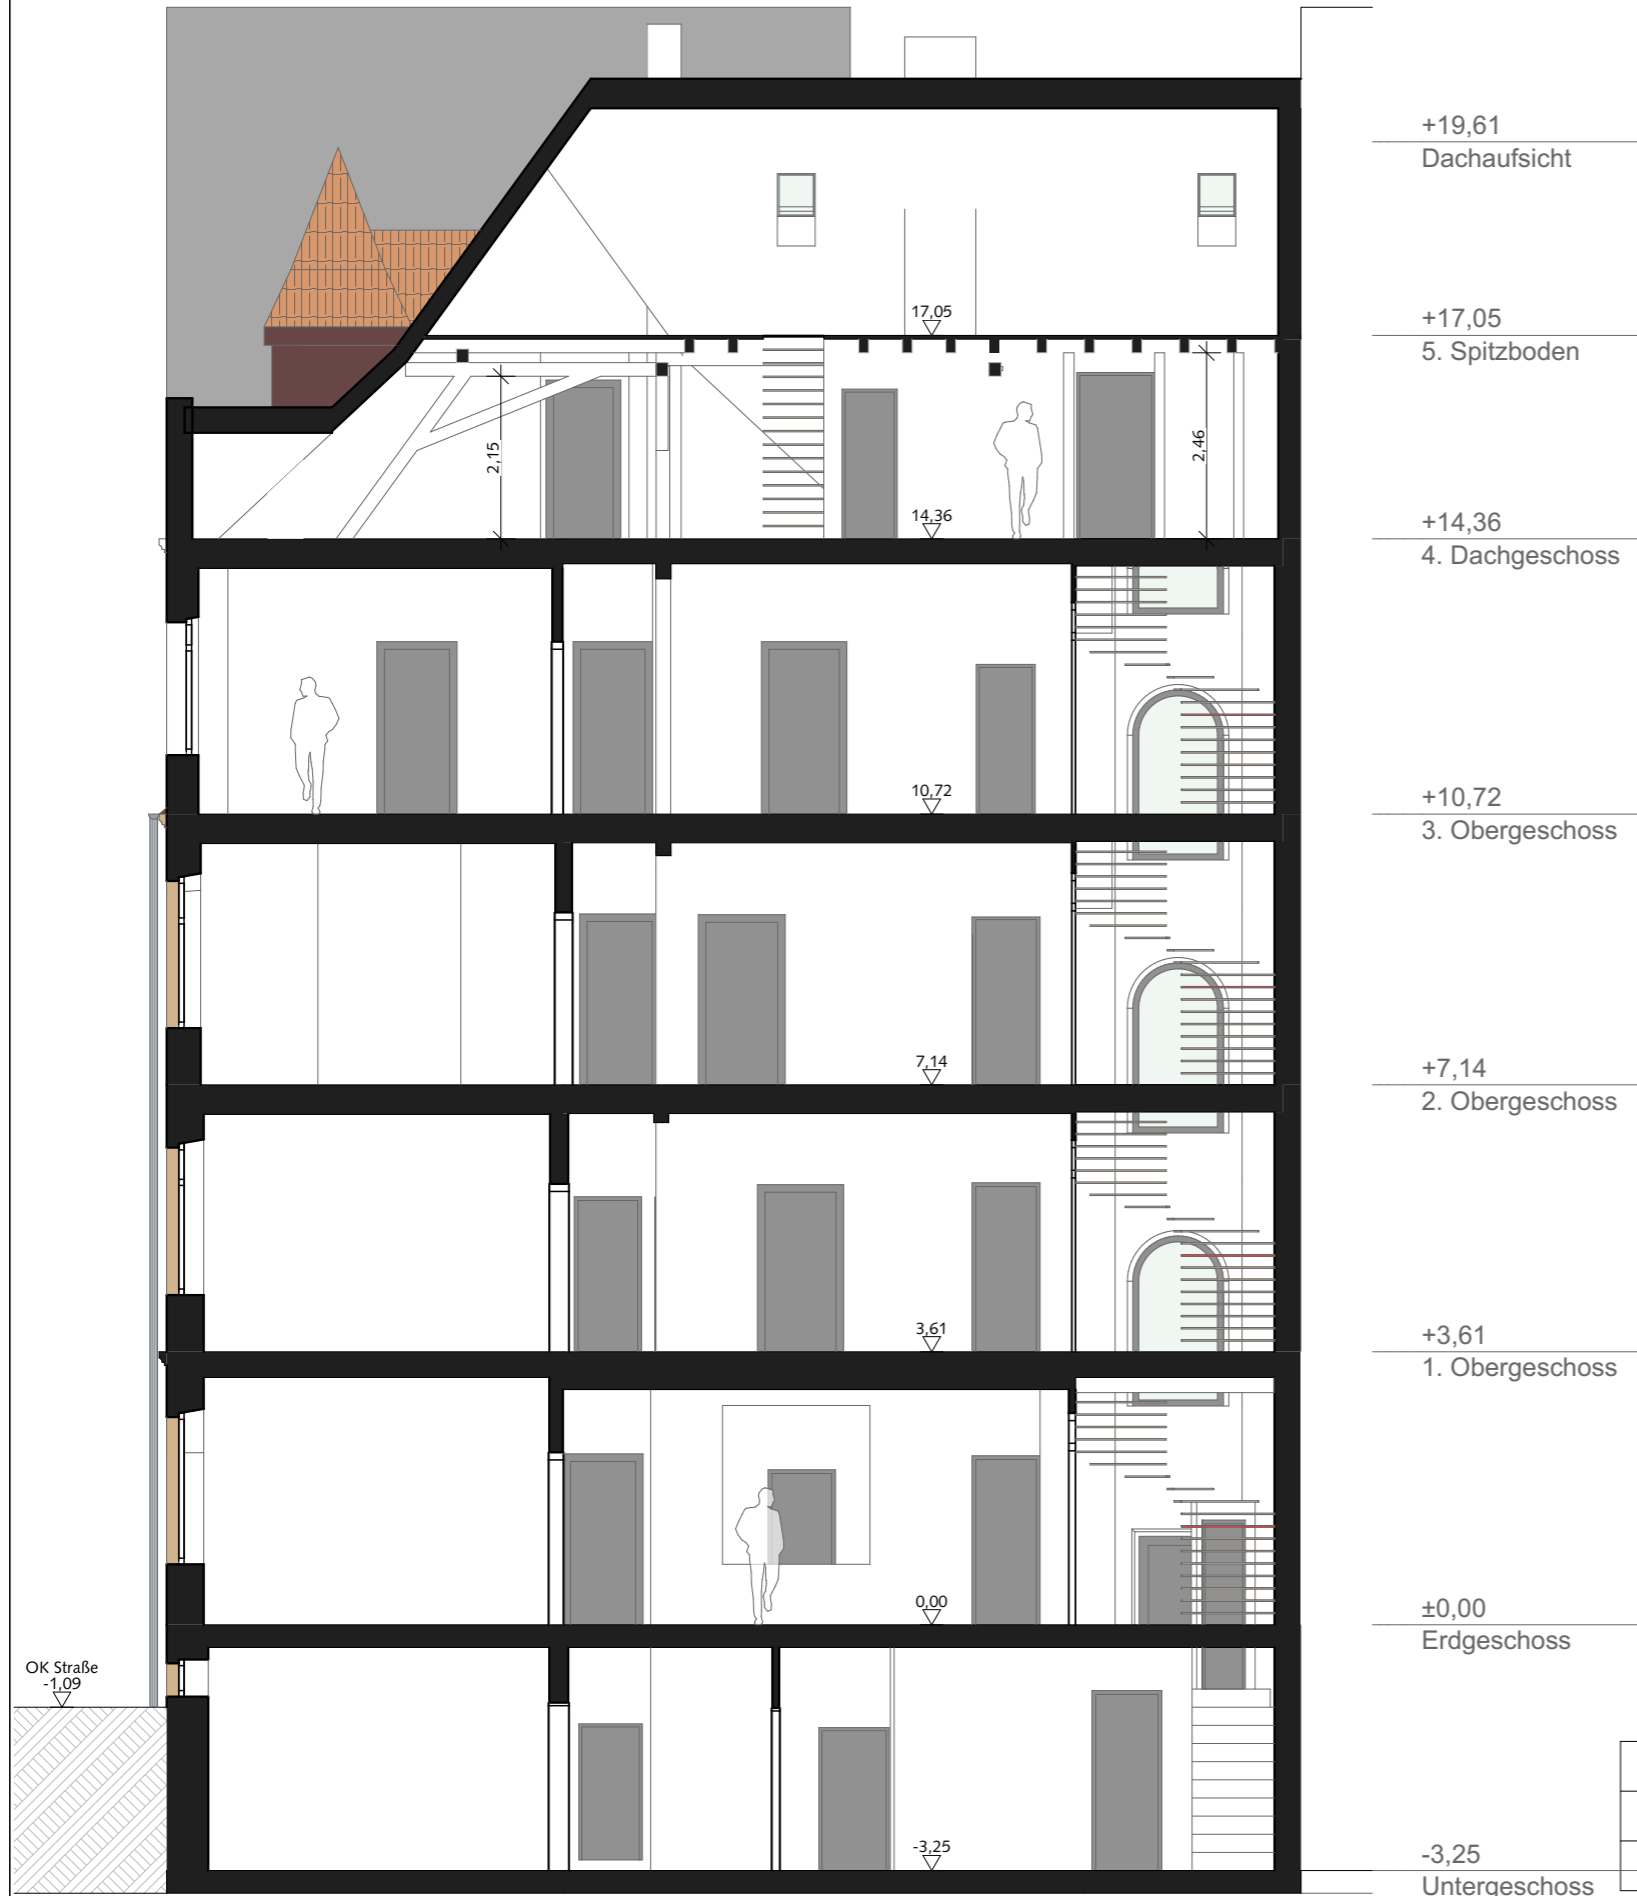 +19,61
Dachaufsicht
17,05
+17,05
5. Spitzboden
2,15
2,46
14,36
+14,36
4. Dachgeschoss
10,72
+10,72
3. Obergeschoss
7,14
+7,14
2. Obergeschoss
3,61
+3,61
1. Obergeschoss
0,00
±0,00
Erdgeschoss
OK Straße
-1,09
-3,25
-3,25
Untergeschoss